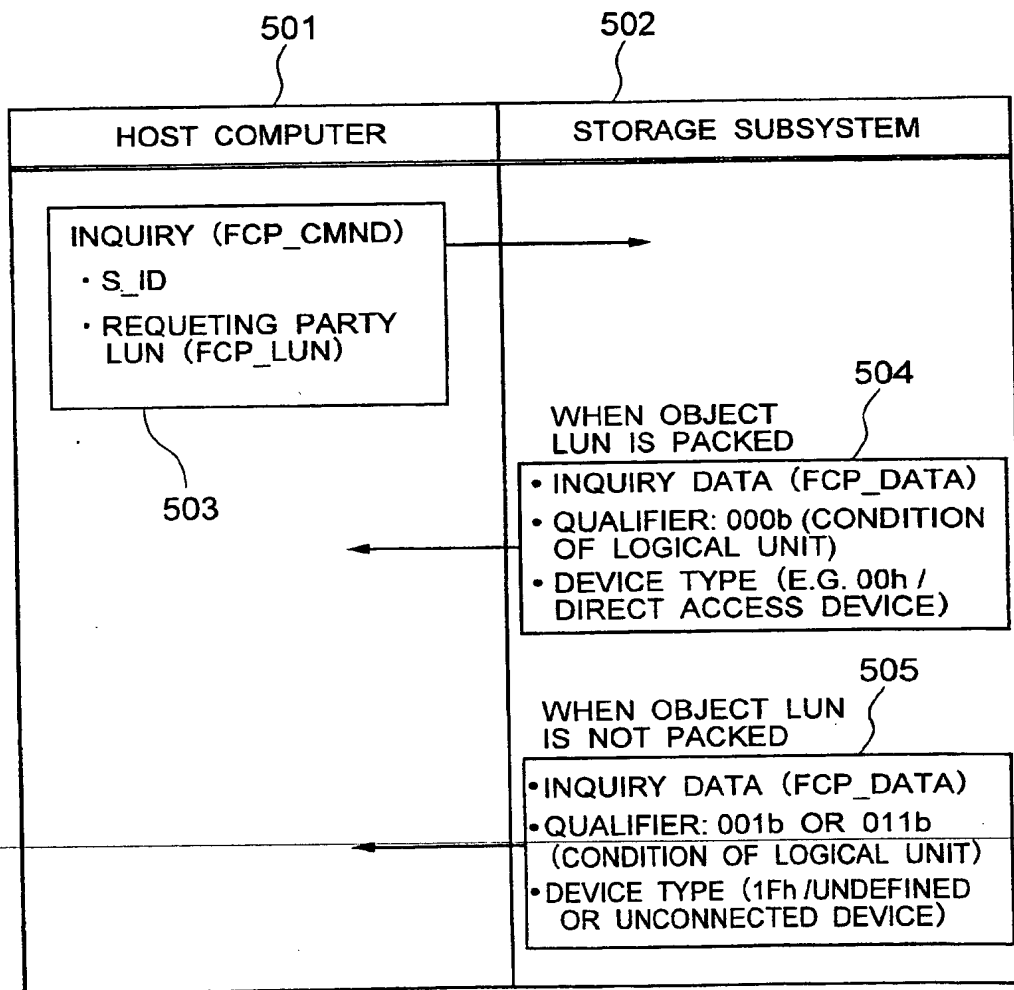 501
502
HOST COMPUTER
STORAGE SUBSYSTEM
INQUIRY (FCP_CMND)
・S_ID
・REQUETING PARTY
LUN (FCP_LUN)
503
504
WHEN OBJECT
LUN IS PACKED
• INQUIRY DATA (FCP_DATA)
• QUALIFIER: 000b (CONDITION
OF LOGICAL UNIT)
• DEVICE TYPE (E.G. 00h /
DIRECT ACCESS DEVICE)
505
WHEN OBJECT LUN
IS NOT PACKED
•INQUIRY DATA (FCP_DATA)
•QUALIFIER: 001b OR 011b
(CONDITION OF LOGICAL UNIT)
•DEVICE TYPE (1Fh /UNDEFINED
OR UNCONNECTED DEVICE)